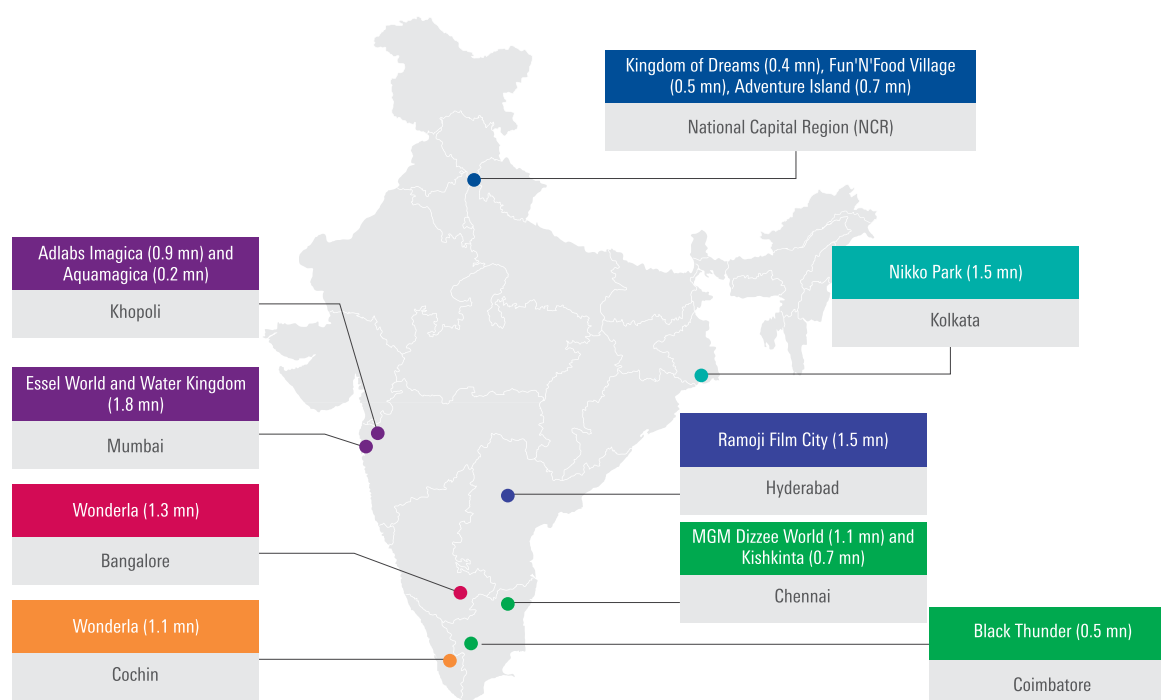 Kingdom of Dreams (0.4 mn), Fun'N'Food Village
(0.5 mn), Adventure Island (0.7 mn)
National Capital Region (NCR)
Adlabs Imagica (0.9 mn) and
Aquamagica (0.2 mn)
Khopoli
Nikko Park (1.5 mn)
Kolkata
Essel World and Water Kingdom
(1.8 mn)
Mumbai
Ramoji Film City (1.5 mn)
Hyderabad
Wonderla (1.3 mn)
Bangalore
MGM Dizzee World (1.1 mn) and
Kishkinta (0.7 mn)
Chennai
Wonderla (1.1 mn)
Cochin
Black Thunder (0.5 mn)
Coimbatore